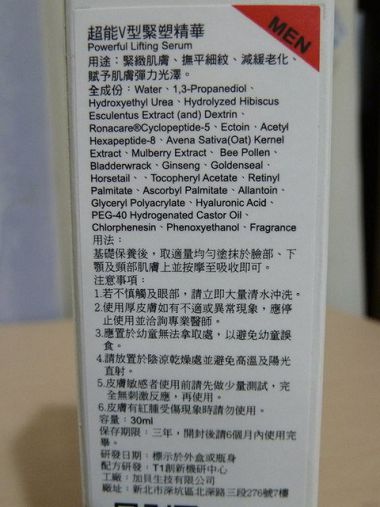 MEN
超能V型緊塑精華
Powerful Lifting Serum
用途：緊緻肌膚、撫平細紋、減緩老化、
賦予肌膚彈力光澤。
全成份：Water、1,3-Propanediol、
Hydroxyethyl Urea、Hydrolyzed Hibiscus
Esculentus Extract (and) Dextrin、
Ronacare®Cyclopeptide-5、Ectoin、Acetyl
Hexapeptide-8、Avena Sativa(Oat) Kernel
Extract、Mulberry Extract、Bee Pollen、
Bladderwrack、Ginseng、Goldenseal
Horsetail、、Tocopheryl Acetate、Retinyl
Palmitate、Ascorbyl Palmitate、Allantoin、
Glyceryl Polyacrylate、Hyaluronic Acid、
PEG-40 Hydrogenated Castor Oil、
Chlorphenesin、Phenoxyethanol、Fragrance
用法：
基礎保養後，取適量均勻塗抹於臉部、下
顎及頸部肌膚上並按摩至吸收即可。
注意事項：
1.若不慎觸及眼部，請立即大量清水沖洗。
2.使用厚皮膚如有不適或異常現象，應停
止使用並洽詢專業醫師。
3.應置於幼童無法拿取處，以避免幼童誤
食。
4.請放置於陰涼乾燥處並避免高溫及陽光
直射。
5.皮膚敏感者使用前請先做少量測試，完
全無刺激反應，再使用。
6.皮膚有紅腫受傷現象時請勿使用。
容量：30ml
保存期限：三年，開封後請6個月內使用完
畢。
研發日期：標示於外盒或瓶身
配方研發：T1創新機研中心
工廠：加貝生技有限公司
廠址：新北市深坑區北深路三段276號7樓